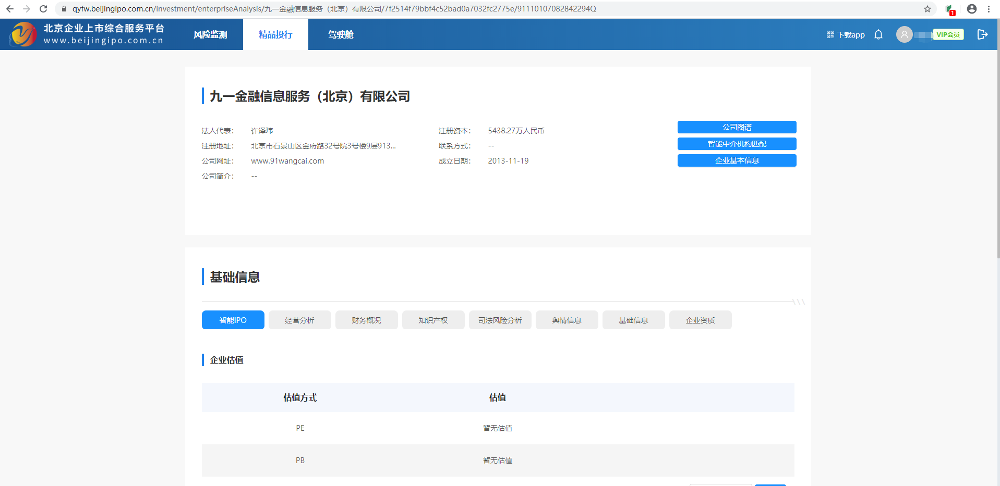 qyfw.beijingipo.com.cn/investment/enterpriseAnalysis/九一金融信息服务（北京）有限公司/7f2514f79bbf4c52bad0a7032fc2775e/91110107082842294Q
1
北京企业上市综合服务平台
www.beijingipo.com.cn
风险监测
精品投行
驾驶舱
下载app
VIP会员
九一金融信息服务（北京）有限公司
法人代表： 许泽玮 注册资本： 5438.27万人民币
注册地址： 北京市石景山区金府路32号院3号楼9层913... 联系方式： --
公司网址： www.91wangcai.com 成立日期： 2013-11-19
公司简介： --
公司图谱
智能中介机构匹配
企业基本信息
基础信息
智能IPO 经营分析 财务概况 知识产权 司法风险分析 舆情信息 基础信息 企业资质
企业估值
估值方式 估值
PE 暂无估值
PB 暂无估值